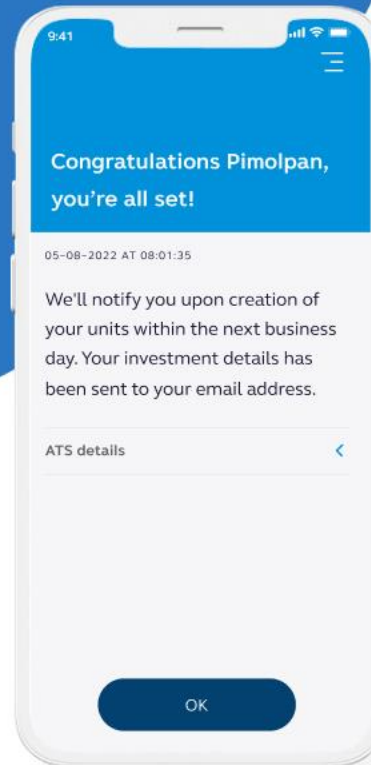 9:41
Congratulations Pimolpan,
you're all set!
05-08-2022 AT 08:01:35
We'll notify you upon creation of
your units within the next business
day. Your investment details has
been sent to your email address.
ATS details
OK